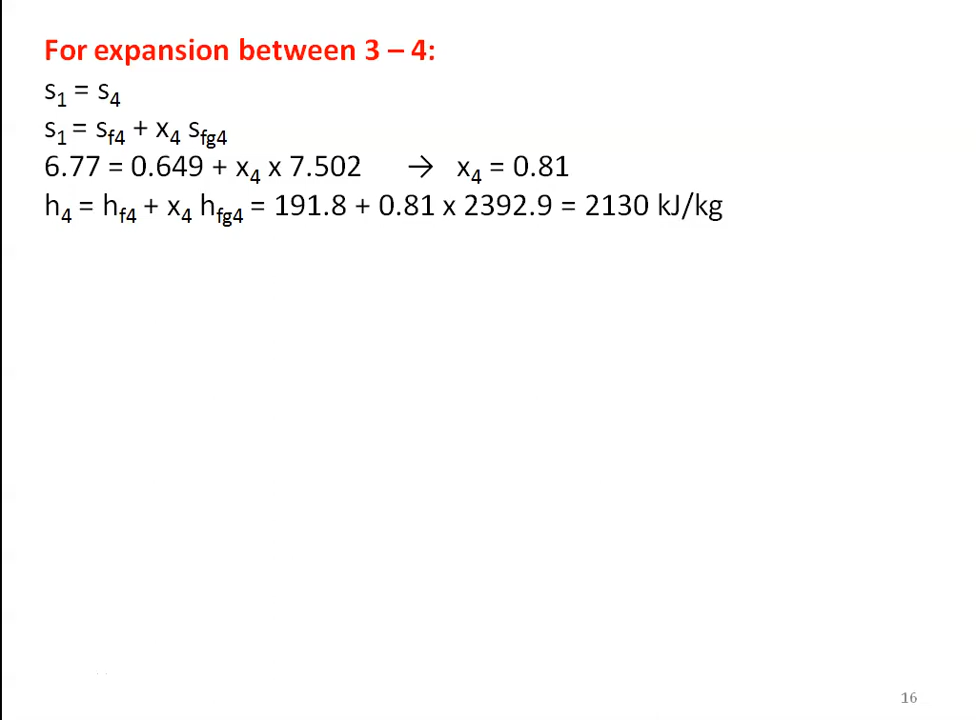 For expansion between 3 – 4:
s₁ = s₄
s₁ = s_f4 + x₄ s_fg4
6.77 = 0.649 + x₄ x 7.502 → x₄ = 0.81
h₄ = h_f4 + x₄ h_fg4 = 191.8 + 0.81 x 2392.9 = 2130 kJ/kg
16